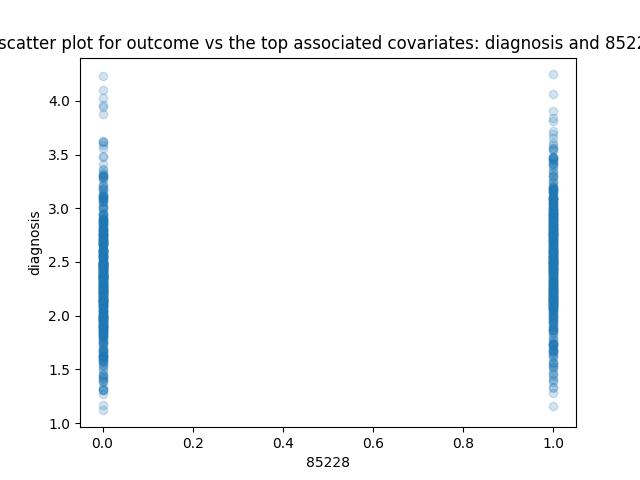 scatter plot for outcome vs the top associated covariates: diagnosis and
4.0
3.5
3.0
2.5
2.0
1.5
1.0
diagnosis
0.0 0.2 0.4 0.6 0.8 1.0
85228